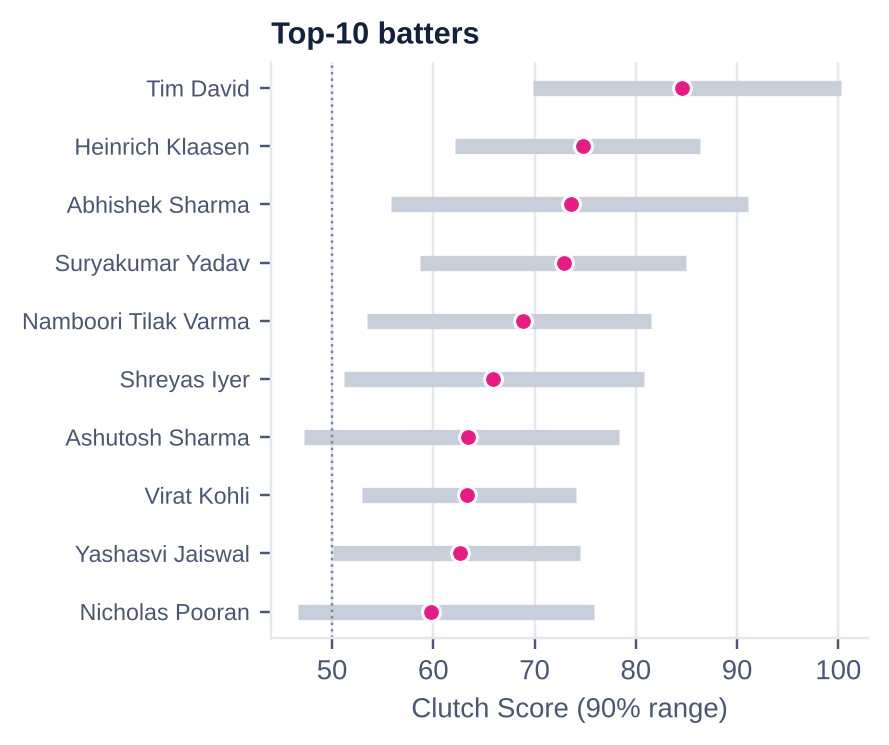 Top-10 batters
Tim David
Heinrich Klaasen
Abhishek Sharma
Suryakumar Yadav
Namboori Tilak Varma
Shreyas Iyer
Ashutosh Sharma
Virat Kohli
Yashasvi Jaiswal
Nicholas Pooran
50 60 70 80 90 100
Clutch Score (90% range)